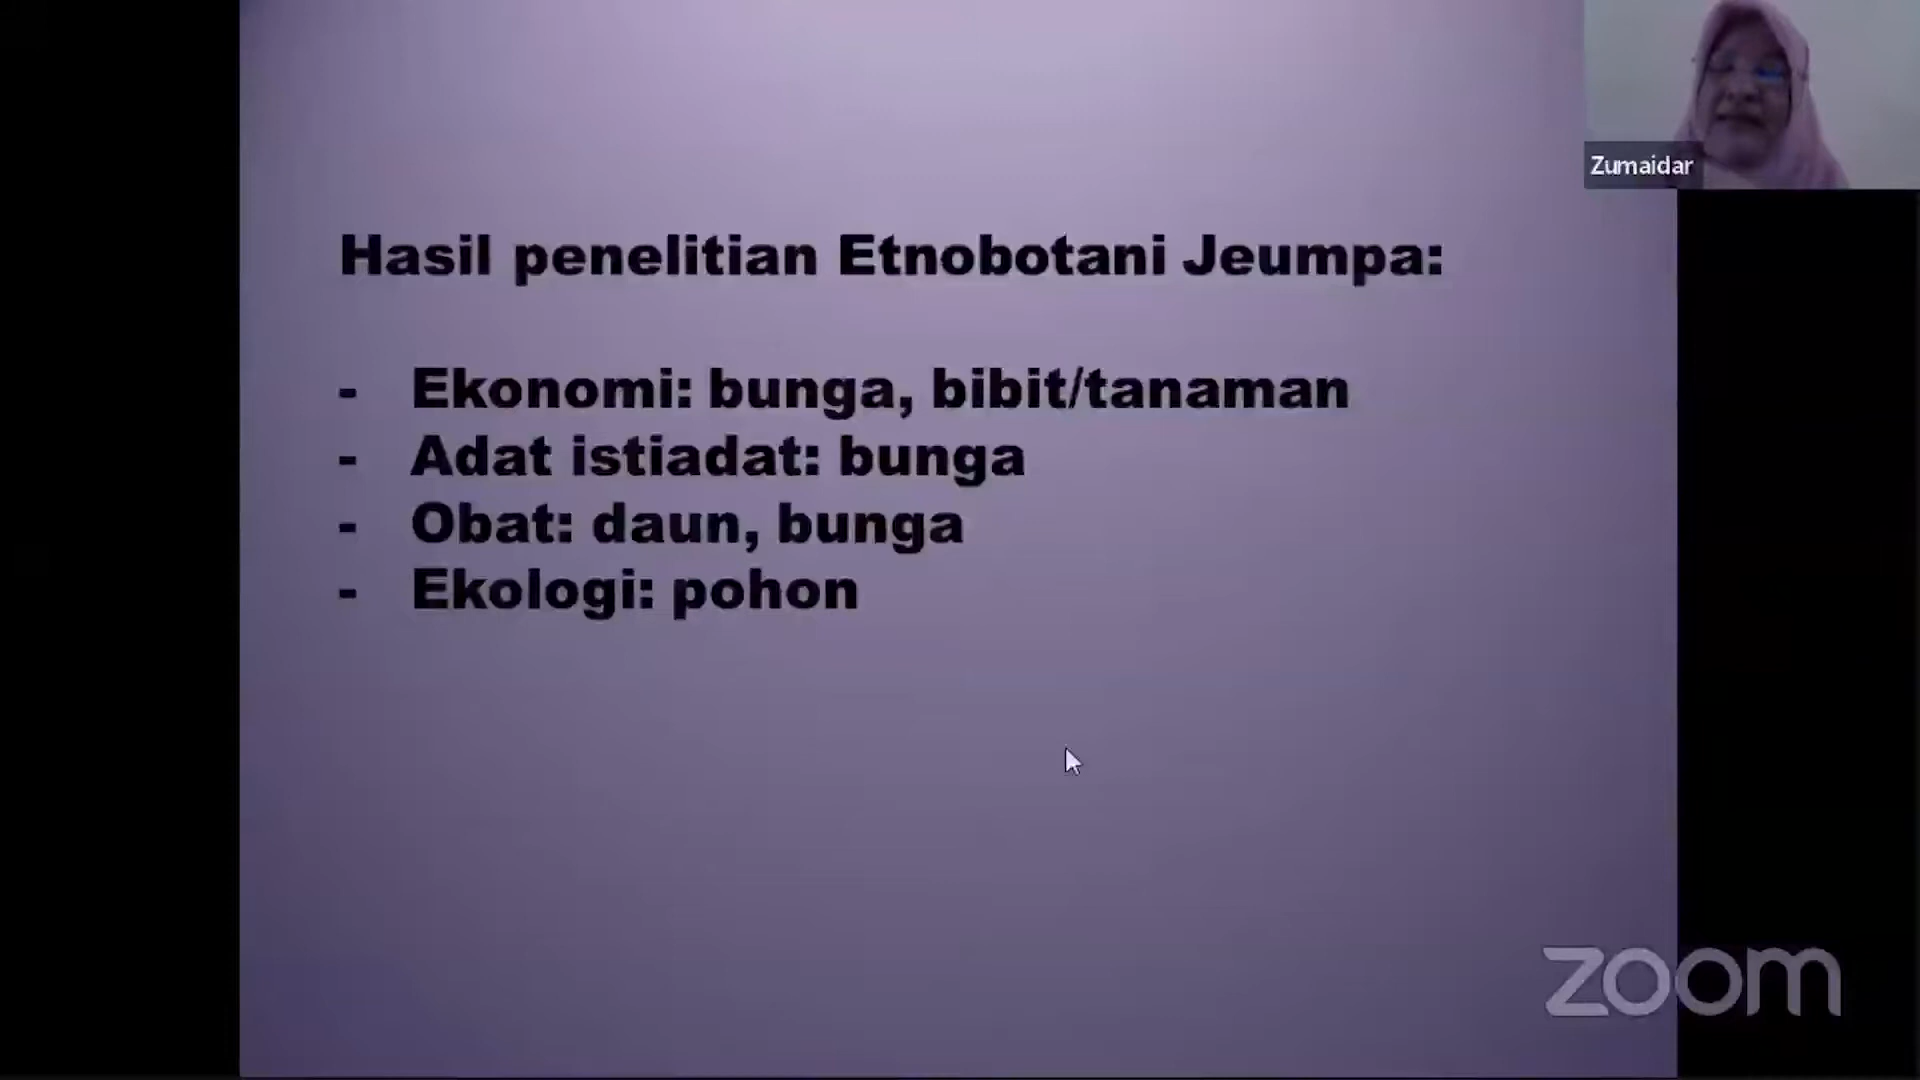 Zumaidar
Hasil penelitian Etnobotani Jeumpa:
- Ekonomi: bunga, bibit/tanaman
- Adat istiadat: bunga
- Obat: daun, bunga
- Ekologi: pohon
zoom